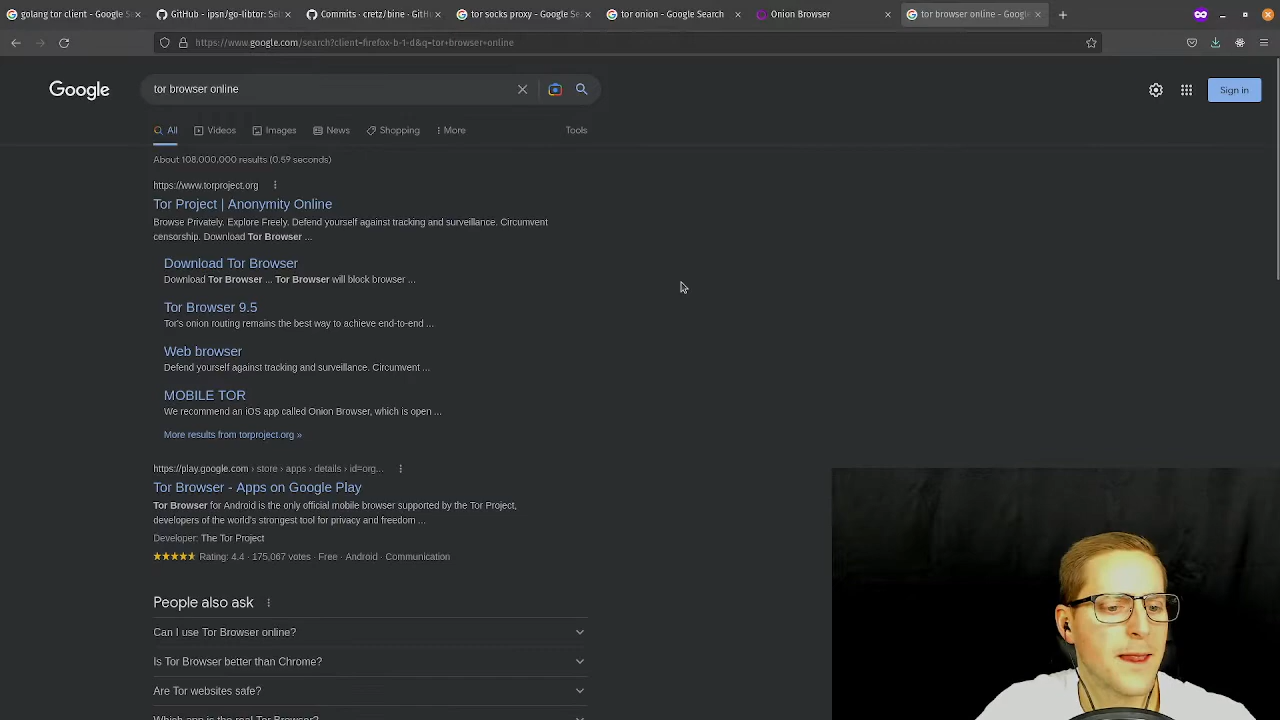 golang tor client - Google S
GitHub - ipsn/go-libtor: Sel
Commits · cretz/bine · GitH
tor socks proxy - Google Se
tor onion - Google Search
Onion Browser
tor browser online - Google
https://www.google.com/search?client=firefox-b-1-d&q=tor+browser+online
Google
tor browser online
Sign in
All
Videos
Images
News
Shopping
More
Tools
About 108.000.000 results (0.59 seconds)
https://www.torproject.org
Tor Project | Anonymity Online
Browse Privately. Explore Freely. Defend yourself against tracking and surveillance. Circumvent
censorship. Download Tor Browser ...
Download Tor Browser
Download Tor Browser ... Tor Browser will block browser ...
Tor Browser 9.5
Tor's onion routing remains the best way to achieve end-to-end ...
Web browser
Defend yourself against tracking and surveillance. Circumvent ...
MOBILE TOR
We recommend an iOS app called Onion Browser, which is open ...
More results from torproject.org »
https://play.google.com › store › apps › details › id=org...
Tor Browser - Apps on Google Play
Tor Browser for Android is the only official mobile browser supported by the Tor Project,
developers of the world's strongest tool for privacy and freedom ...
Developer: The Tor Project
Rating: 4.4 · 175,067 votes · Free · Android · Communication
People also ask
Can I use Tor Browser online?
Is Tor Browser better than Chrome?
Are Tor websites safe?
Which app is the real Tor Browser?